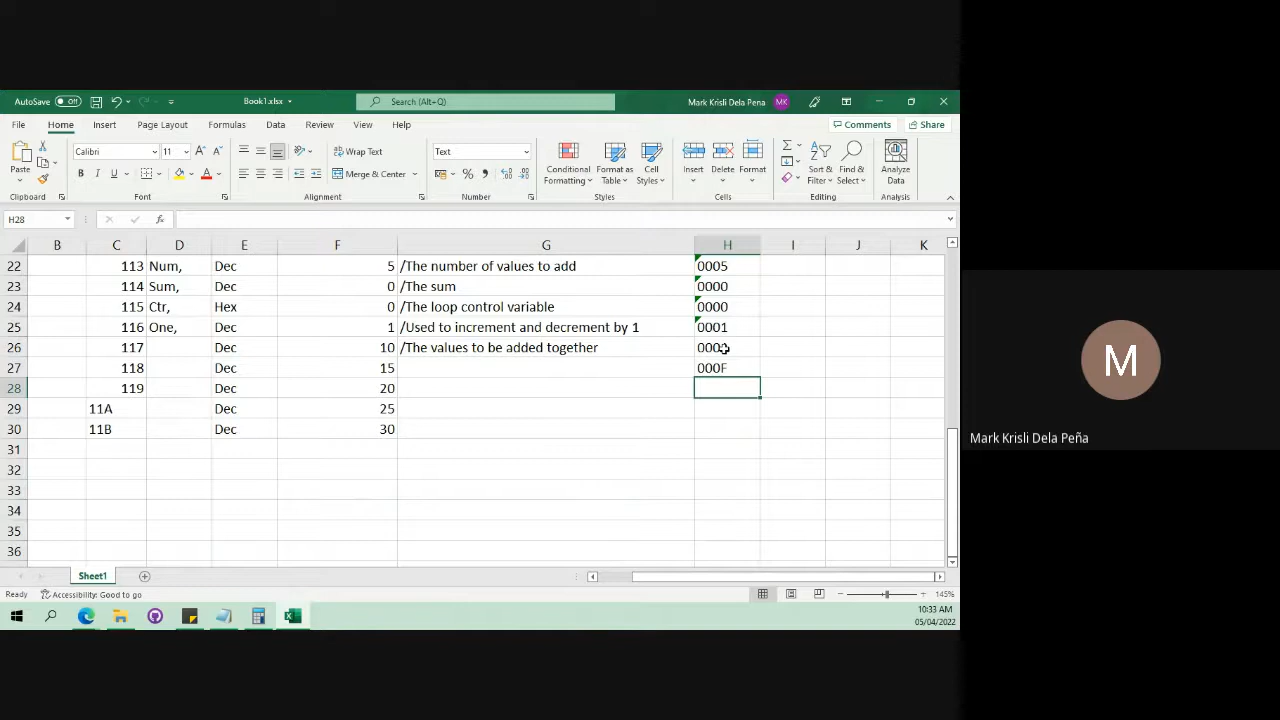 AutoSave Off Book1.xlsx Search (Alt+Q) Mark Krisli Dela Pena MK
File Home Insert Page Layout Formulas Data Review View Help Comments Share
Paste Calibri 11 Wrap Text Text Conditional Formatting Format as Table Cell Styles Insert Delete Format Sort & Filter Find & Select Analyze Data
B I U Merge & Center
Clipboard Font Alignment Number Styles Cells Editing Analysis
H28 fx
B C D E F G H I J K
22 113 Num, Dec 5 /The number of values to add 0005
23 114 Sum, Dec 0 /The sum 0000
24 115 Ctr, Hex 0 /The loop control variable 0000
25 116 One, Dec 1 /Used to increment and decrement by 1 0001
26 117 Dec 10 /The values to be added together
27 118 Dec 15 000F
28 119 Dec 20
29 11A Dec 25
30 11B Dec 30
31
32
33
34
35
36
Sheet1
Ready Accessibility: Good to go 145%
10:33 AM
05/04/2022
M
Mark Krisli Dela Peña